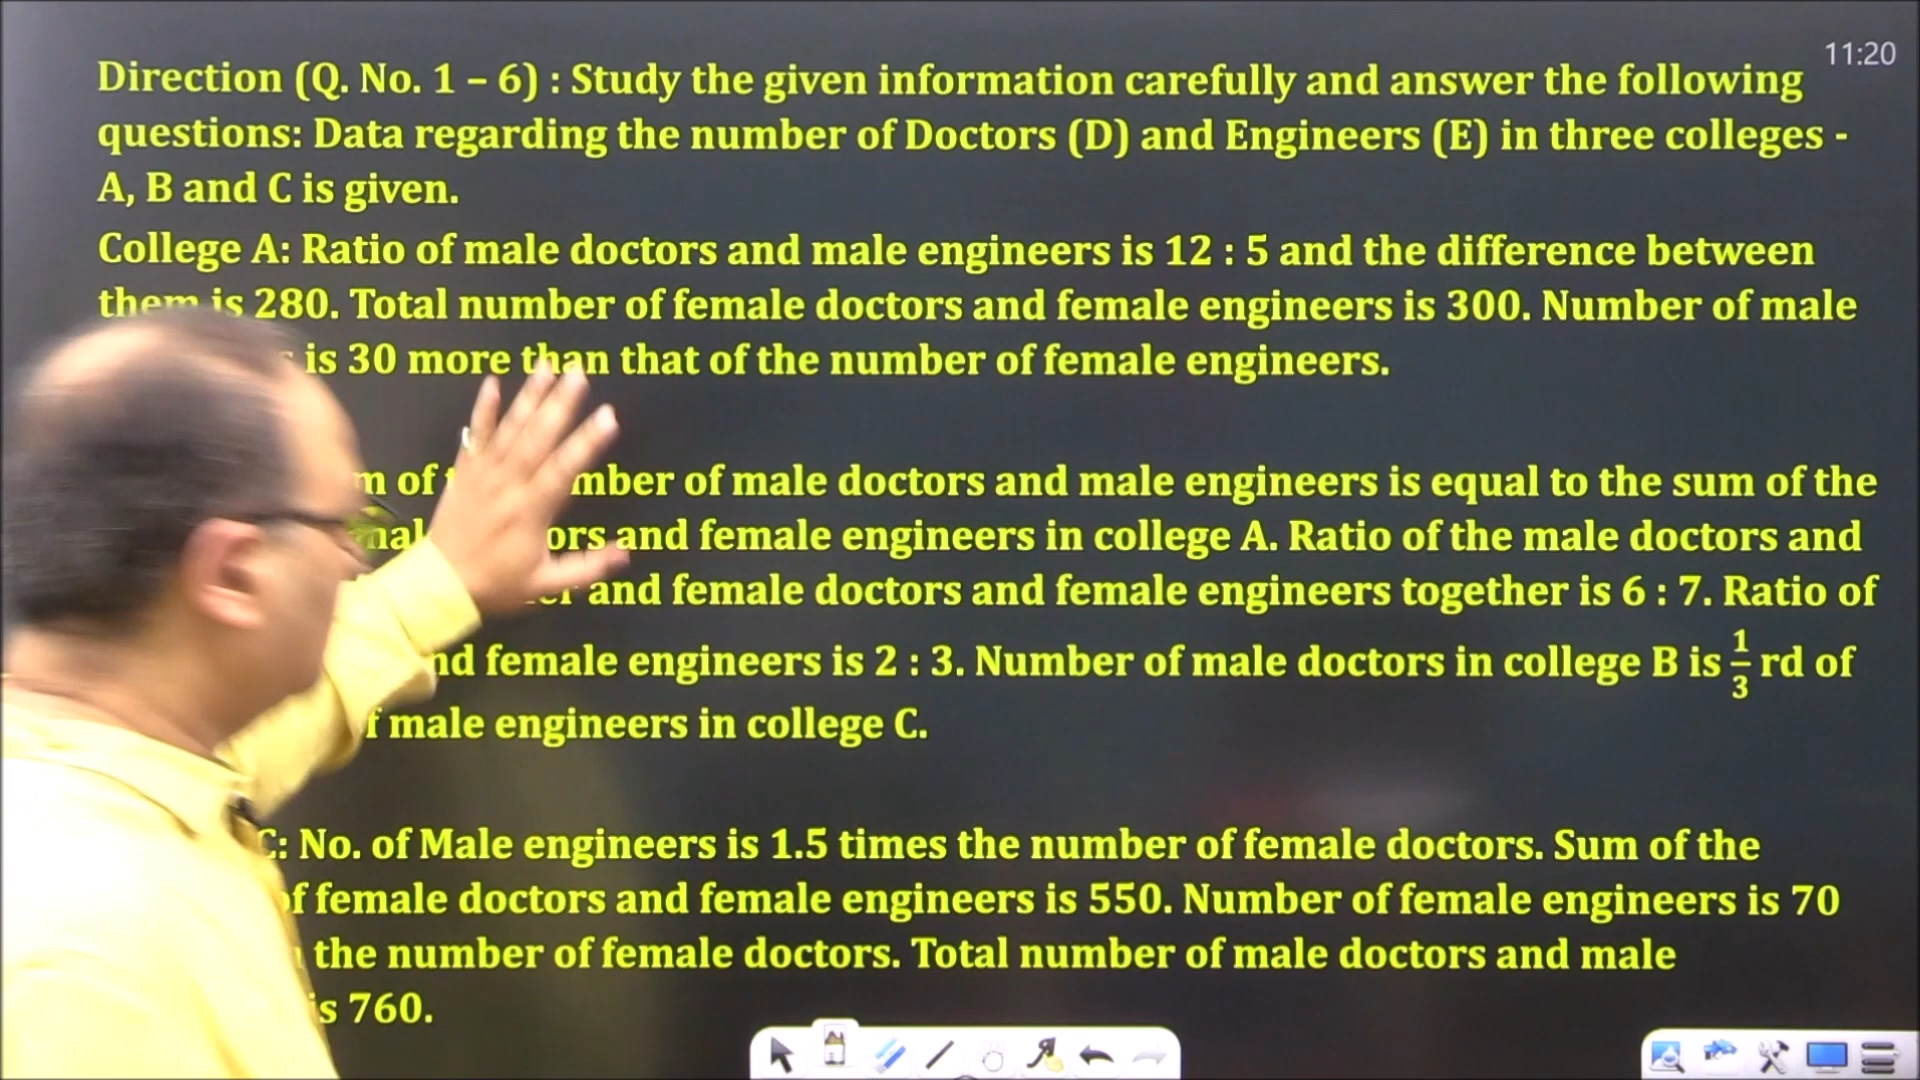 11:20
Direction (Q. No. 1 – 6) : Study the given information carefully and answer the following
questions: Data regarding the number of Doctors (D) and Engineers (E) in three colleges -
A, B and C is given.
College A: Ratio of male doctors and male engineers is 12 : 5 and the difference between
them is 280. Total number of female doctors and female engineers is 300. Number of male
is 30 more than that of the number of female engineers.
of number of male doctors and male engineers is equal to the sum of the
and female engineers in college A. Ratio of the male doctors and
and female doctors and female engineers together is 6 : 7. Ratio of
female engineers is 2 : 3. Number of male doctors in college B is 1/3 rd of
male engineers in college C.
C: No. of Male engineers is 1.5 times the number of female doctors. Sum of the
of female doctors and female engineers is 550. Number of female engineers is 70
the number of female doctors. Total number of male doctors and male
is 760.